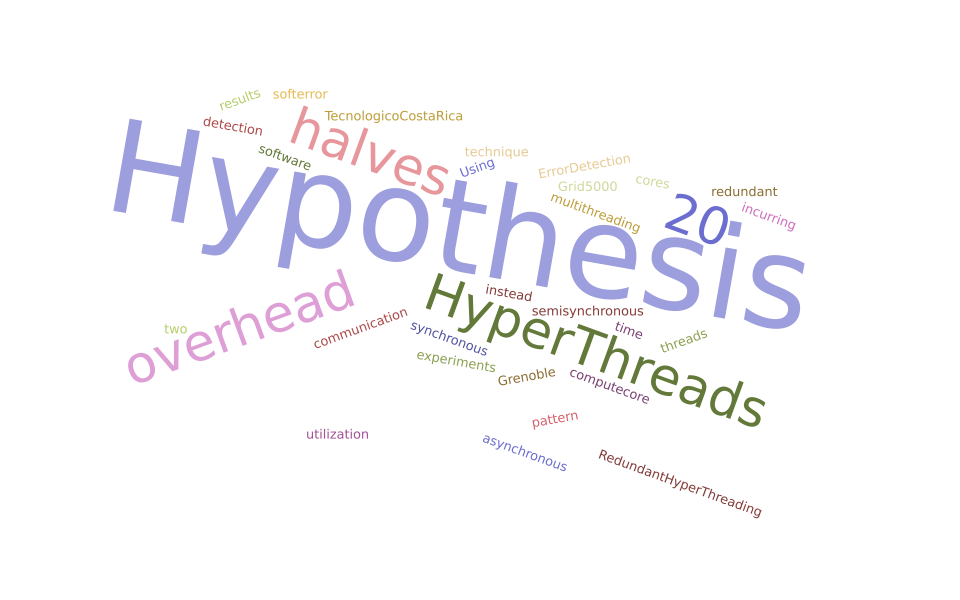 results
softerror
TecnologicoCostaRica
detection
halves
software
technique
Using
ErrorDetection
Grid5000
cores
redundant
multithreading
20
incurring
Hypothesis
overhead
instead
HyperThreads
semisynchronous
two
communication
synchronous
time
threads
experiments
Grenoble
computecore
pattern
utilization
asynchronous
RedundantHyperThreading